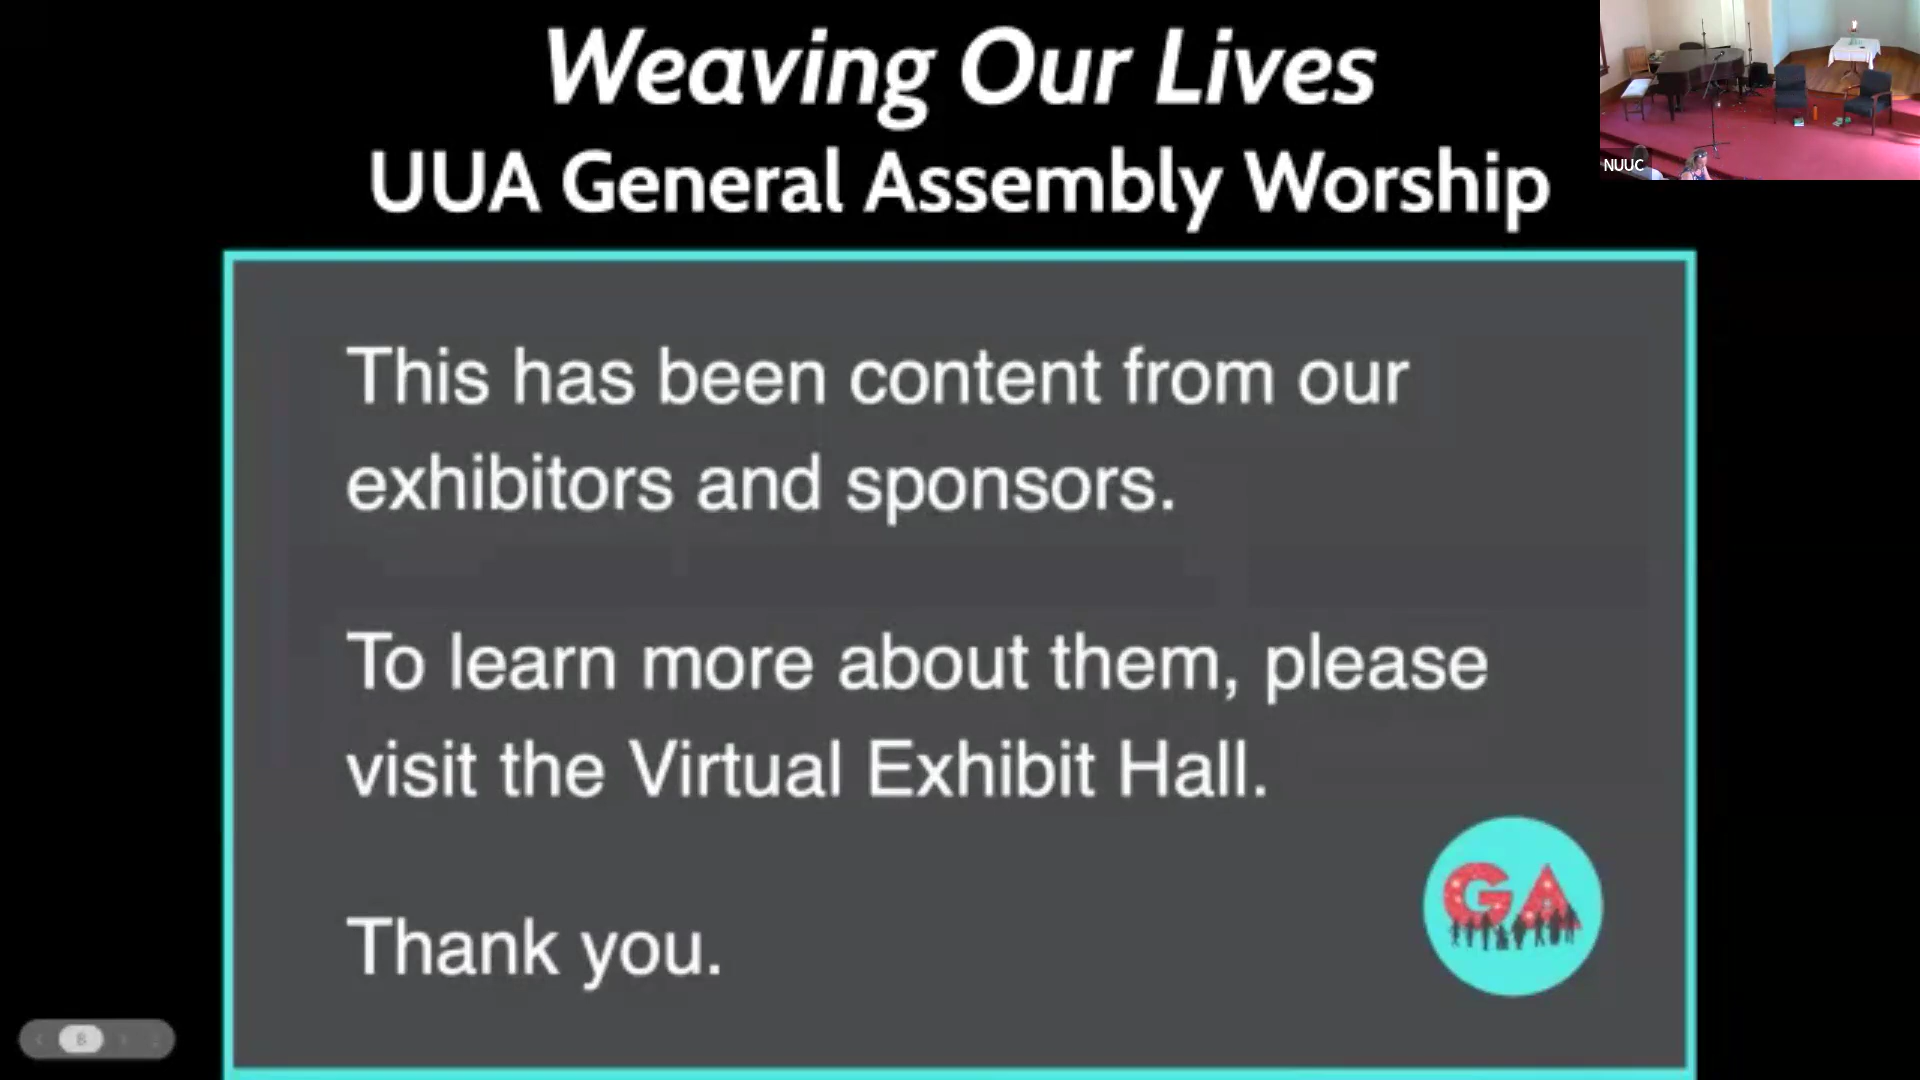 Weaving Our Lives
UUA General Assembly Worship
NUUC
This has been content from our
exhibitors and sponsors.
To learn more about them, please
visit the Virtual Exhibit Hall.
GA
Thank you.